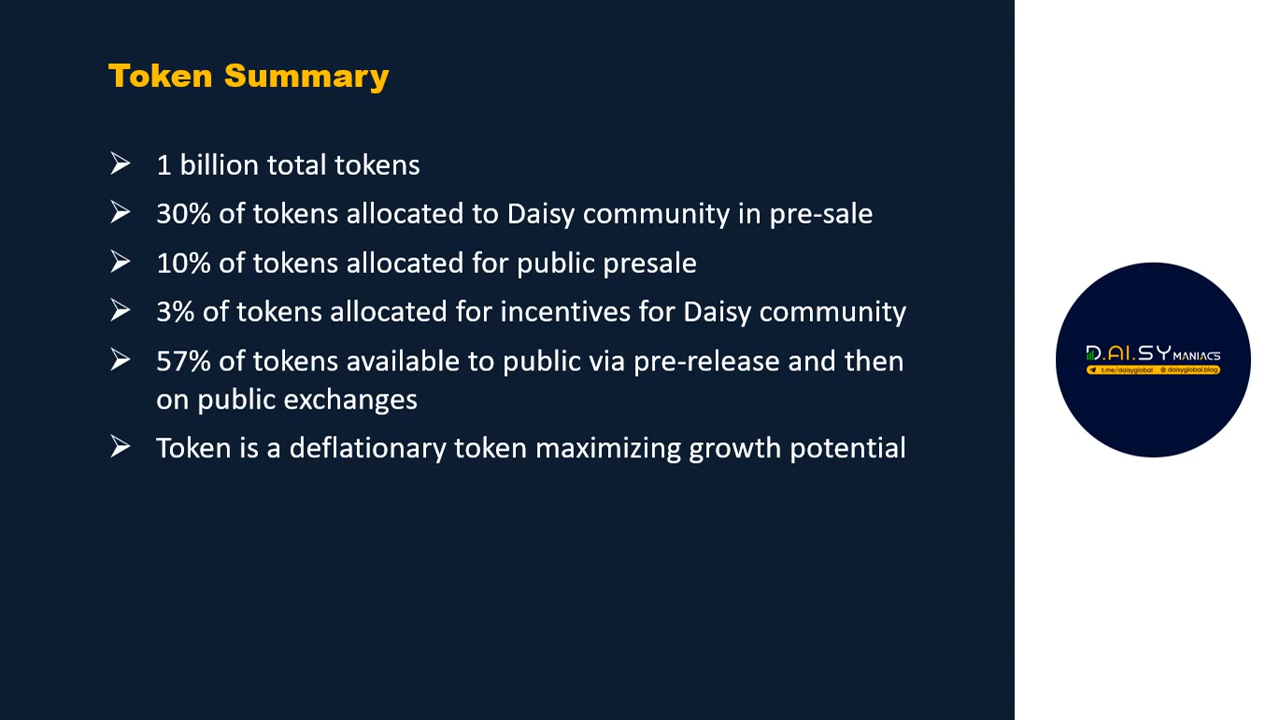 Token Summary
➢ 1 billion total tokens
➢ 30% of tokens allocated to Daisy community in pre-sale
➢ 10% of tokens allocated for public presale
➢ 3% of tokens allocated for incentives for Daisy community
➢ 57% of tokens available to public via pre-release and then
on public exchanges
➢ Token is a deflationary token maximizing growth potential
D.AI.SY MANIACS
t.me/daisyglobal @ daisyglobal.blog